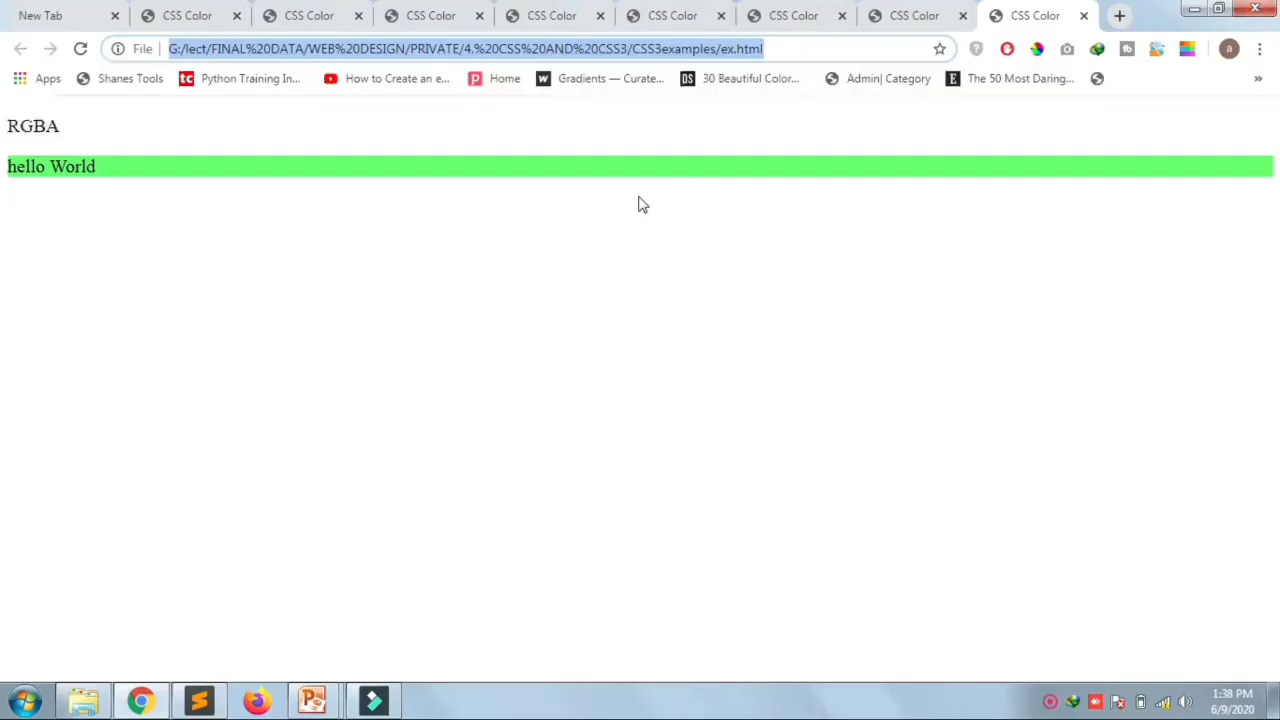 New Tab
CSS Color
CSS Color
CSS Color
CSS Color
CSS Color
CSS Color
CSS Color
CSS Color
File
G:/lect/FINAL%20DATA/WEB%20DESIGN/PRIVATE/4.%20CSS%20AND%20CSS3/CSS3examples/ex.html
a
Apps
Shanes Tools
tc
Python Training In...
How to Create an e...
P
Home
W
Gradients — Curate...
DS
30 Beautiful Color...
Admin| Category
E
The 50 Most Daring...
»
RGBA
hello World
1:38 PM
6/9/2020